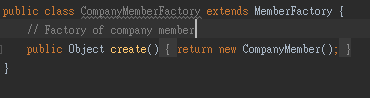 public class CompanyMemberFactory extends MemberFactory {
// Factory of company member
public Object create() { return new CompanyMember(); }
}